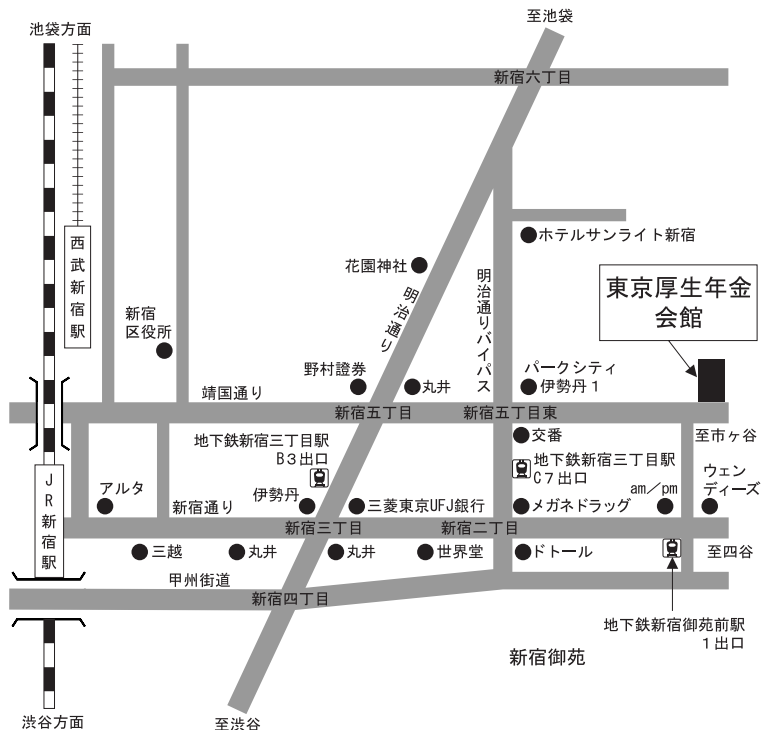 至池袋
池袋方面
新宿六丁目
西武新宿駅
ホテルサンライト新宿
花園神社
明治通り
明治通りバイパス
東京厚生年金
会館
新宿
区役所
野村證券
丸井
パークシティ
伊勢丹1
靖国通り
新宿五丁目
新宿五丁目東
交番
至市ヶ谷
地下鉄新宿三丁目駅
B3出口
地下鉄新宿三丁目駅
C7出口
JR新宿駅
アルタ
新宿通り
伊勢丹
三菱東京UFJ銀行
メガネドラッグ
am/pm
ウェン
ディーズ
新宿三丁目
新宿二丁目
三越
丸井
丸井
世界堂
ドトール
至四谷
甲州街道
新宿四丁目
地下鉄新宿御苑前駅
1出口
新宿御苑
渋谷方面
至渋谷